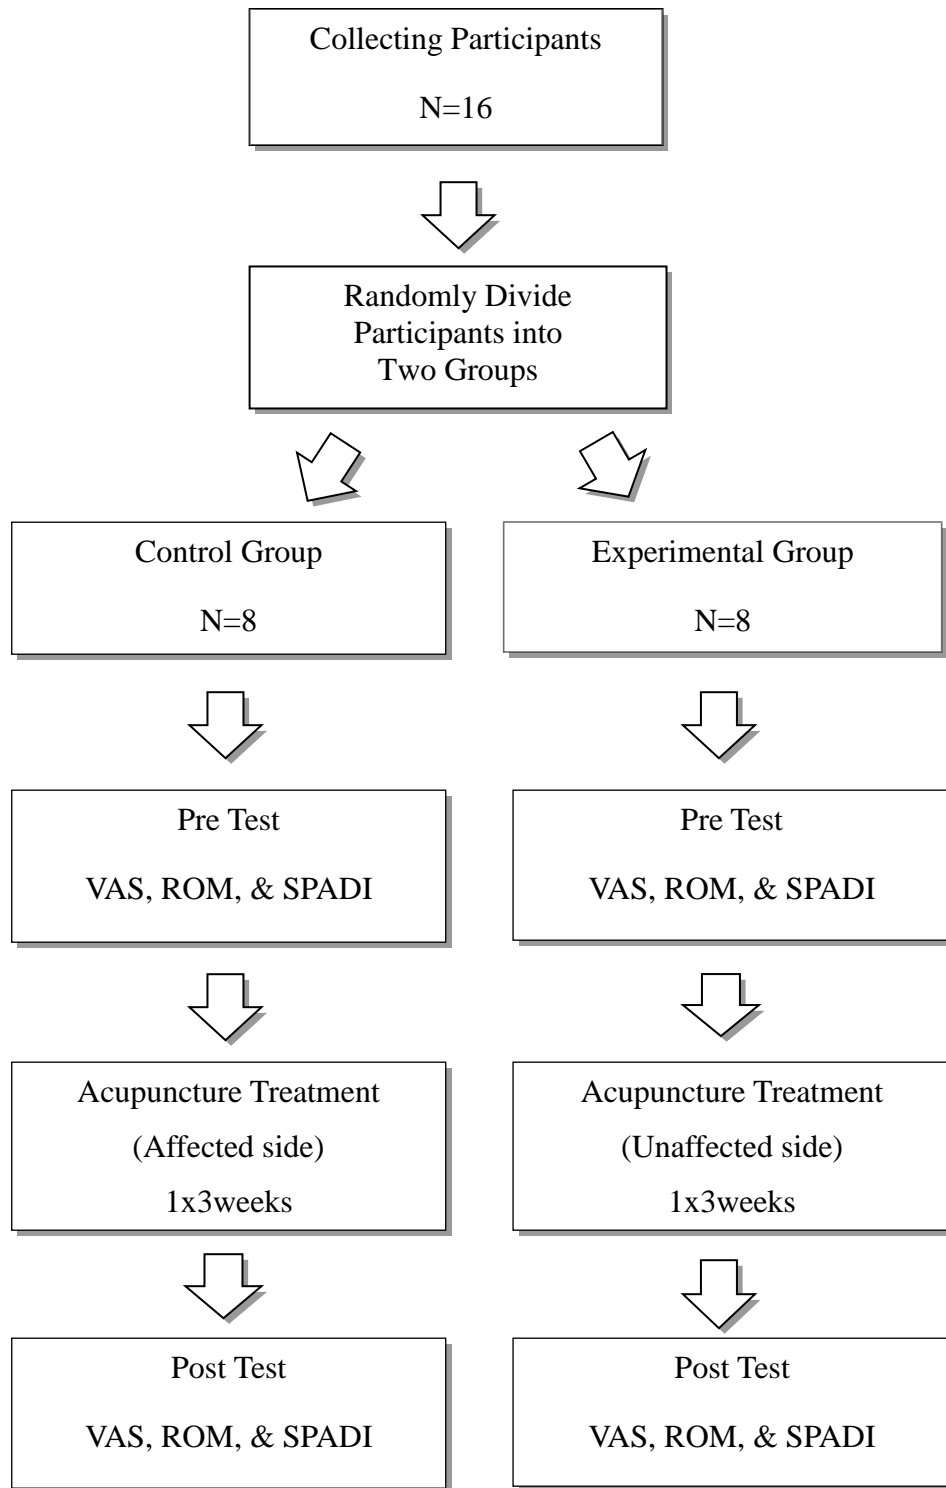 Collecting Participants
N=16
Randomly Divide
Participants into
Two Groups
Control Group
N=8
Experimental Group
N=8
Pre Test
VAS, ROM, & SPADI
Pre Test
VAS, ROM, & SPADI
Acupuncture Treatment
(Affected side)
1x3weeks
Acupuncture Treatment
(Unaffected side)
1x3weeks
Post Test
VAS, ROM, & SPADI
Post Test
VAS, ROM, & SPADI